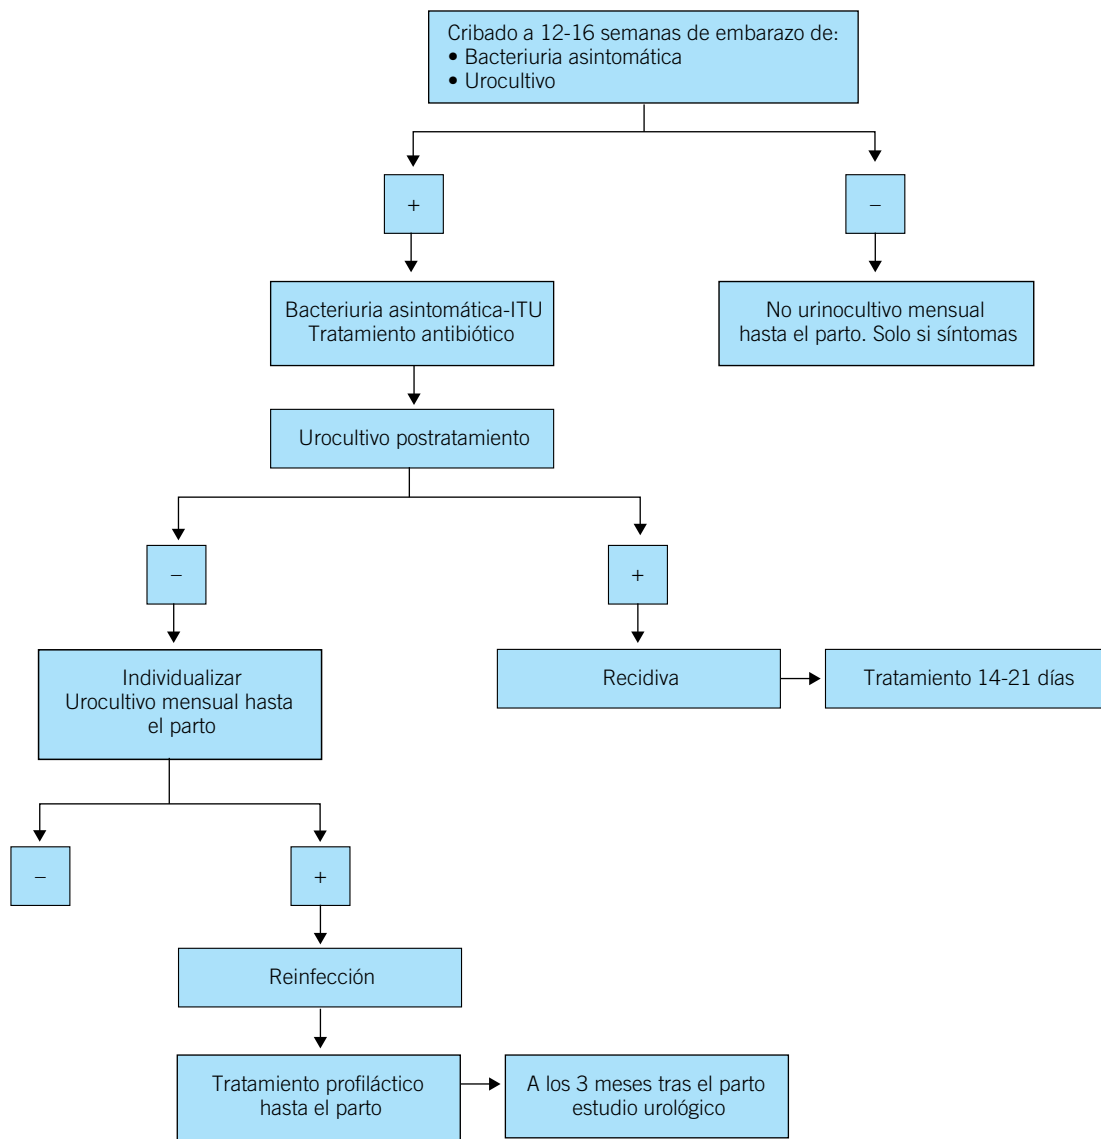 Cribado a 12-16 semanas de embarazo de:
• Bacteriuria asintomática
• Urocultivo
+
–
Bacteriuria asintomática-ITU
Tratamiento antibiótico
No urinocultivo mensual
hasta el parto. Solo si síntomas
Urocultivo postratamiento
–
+
Individualizar
Urocultivo mensual hasta
el parto
Recidiva
Tratamiento 14-21 días
–
+
Reinfección
Tratamiento profiláctico
hasta el parto
A los 3 meses tras el parto
estudio urológico